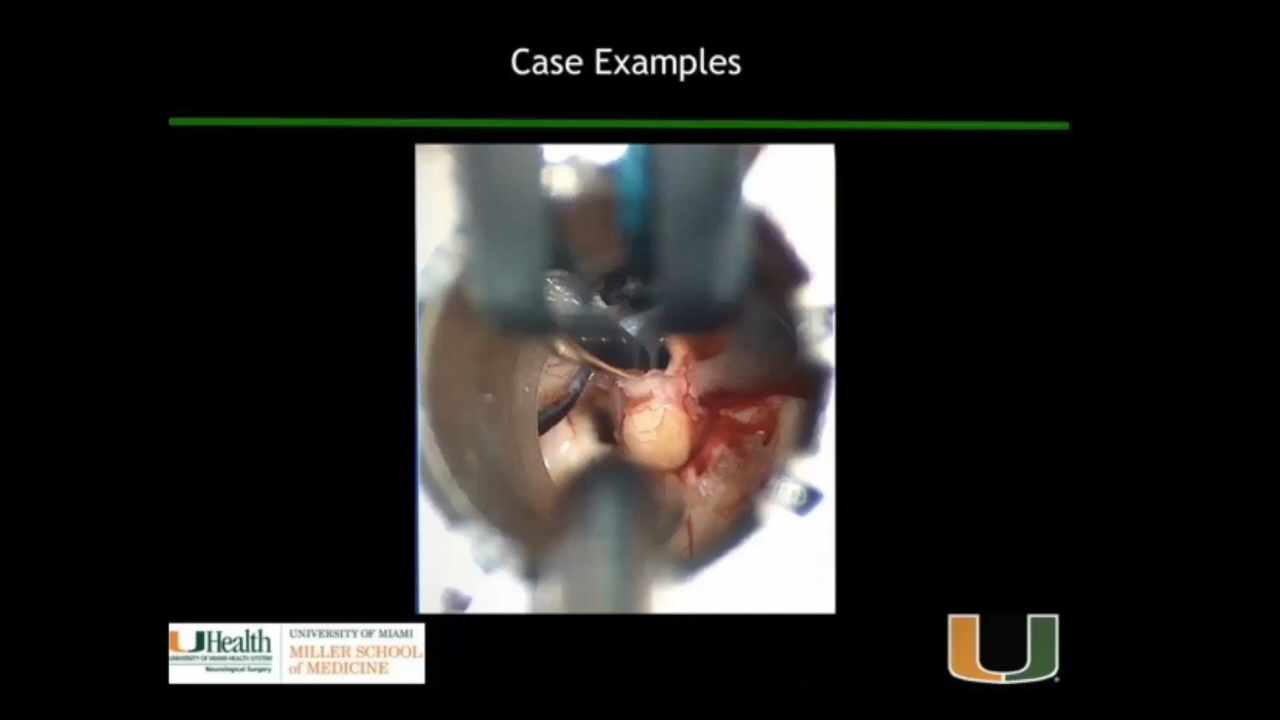 Case Examples
UHealth
UNIVERSITY OF MIAMI HEALTH SYSTEM
Neurological Surgery
UNIVERSITY OF MIAMI
MILLER SCHOOL
of MEDICINE
U